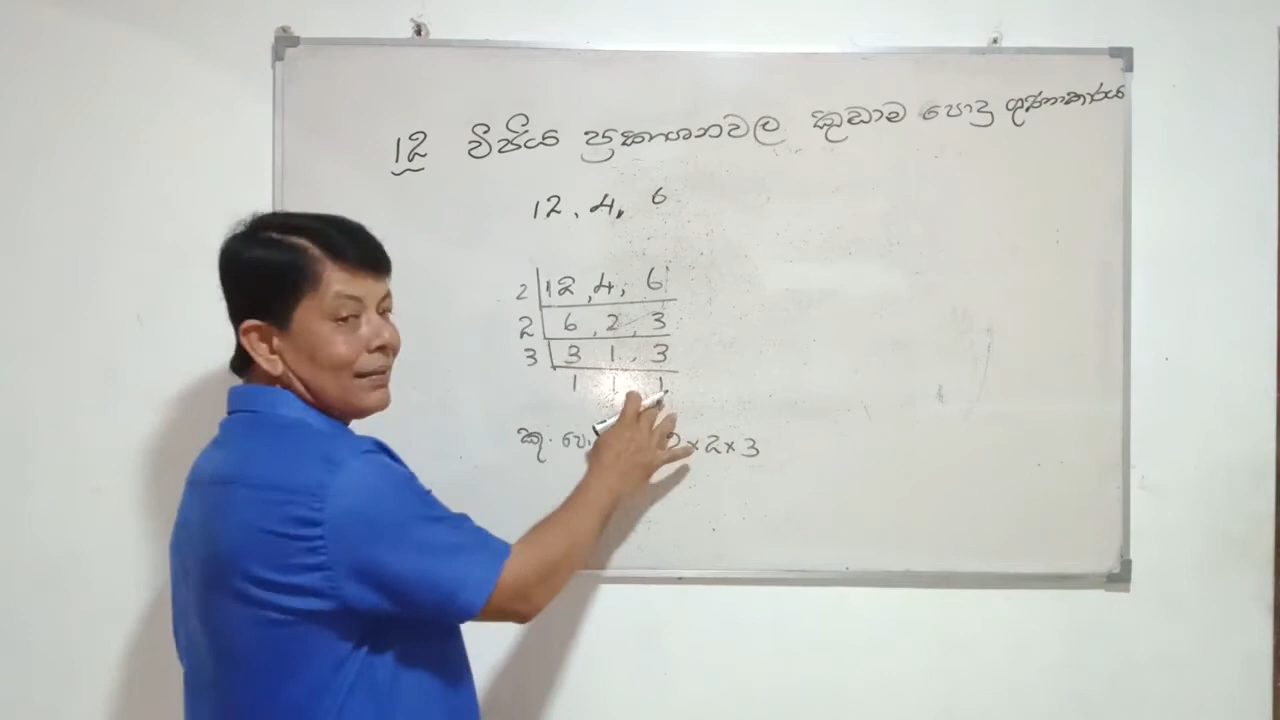 12 වීජීය ප්‍රකාශනවල කුඩාම පොදු ගුණාකාරය
12, 4, 6
2 12, 4, 6
2 6, 2, 3
3 3 1, 3
1 1 1
කු. පො. 2 × 2 × 3